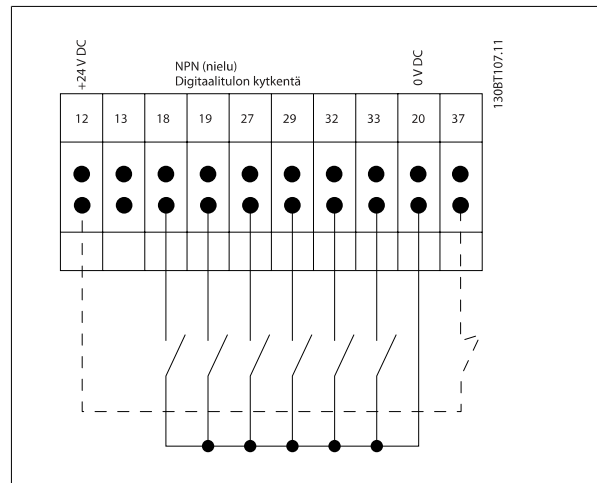 +24 V DC
NPN (nielu)
Digitaalitulon kytkentä
0 V DC
130BT107.11
12 13 18 19 27 29 32 33 20 37